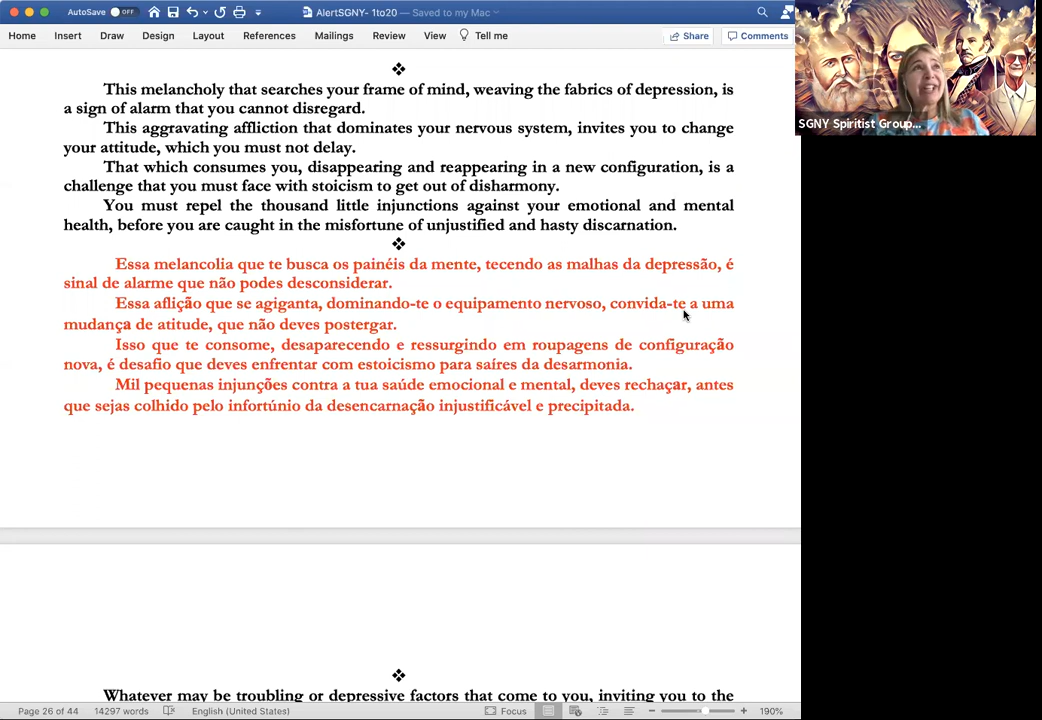 AutoSave OFF AlertSGNY- 1to20 — Saved to my Mac
Home Insert Draw Design Layout References Mailings Review View Tell me Share Comments
This melancholy that searches your frame of mind, weaving the fabrics of depression, is
a sign of alarm that you cannot disregard.
This aggravating affliction that dominates your nervous system, invites you to change
your attitude, which you must not delay.
That which consumes you, disappearing and reappearing in a new configuration, is a
challenge that you must face with stoicism to get out of disharmony.
You must repel the thousand little injunctions against your emotional and mental
health, before you are caught in the misfortune of unjustified and hasty discarnation.
Essa melancolia que te busca os painéis da mente, tecendo as malhas da depressão, é
sinal de alarme que não podes desconsiderar.
Essa aflição que se agiganta, dominando-te o equipamento nervoso, convida-te a uma
mudança de atitude, que não deves postergar.
Isso que te consome, desaparecendo e ressurgindo em roupagens de configuração
nova, é desafio que deves enfrentar com estoicismo para saíres da desarmonia.
Mil pequenas injunções contra a tua saúde emocional e mental, deves rechaçar, antes
que sejas colhido pelo infortúnio da desencarnação injustificável e precipitada.
Whatever may be troubling or depressive factors that come to you, inviting you to the
Page 26 of 44 14297 words English (United States) Focus 190%
SGNY Spiritist Group...